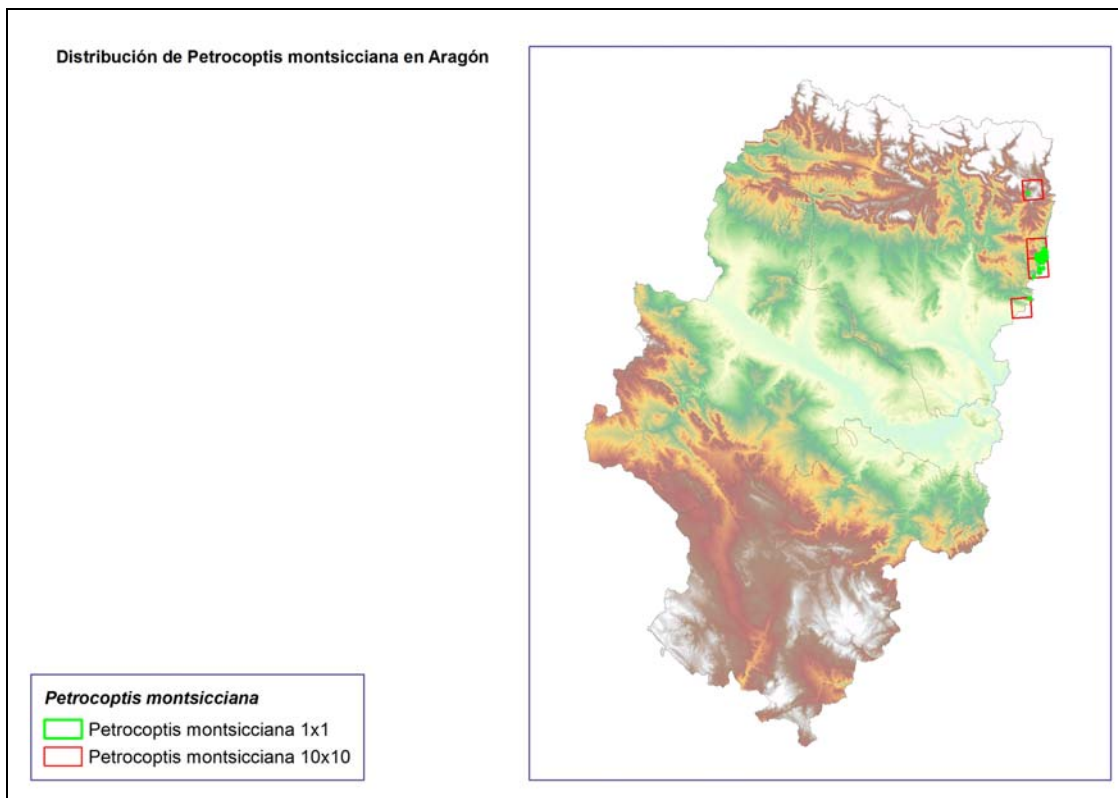 Distribución de Petrocoptis montsicciana en Aragón
Petrocoptis montsicciana
Petrocoptis montsicciana 1x1
Petrocoptis montsicciana 10x10